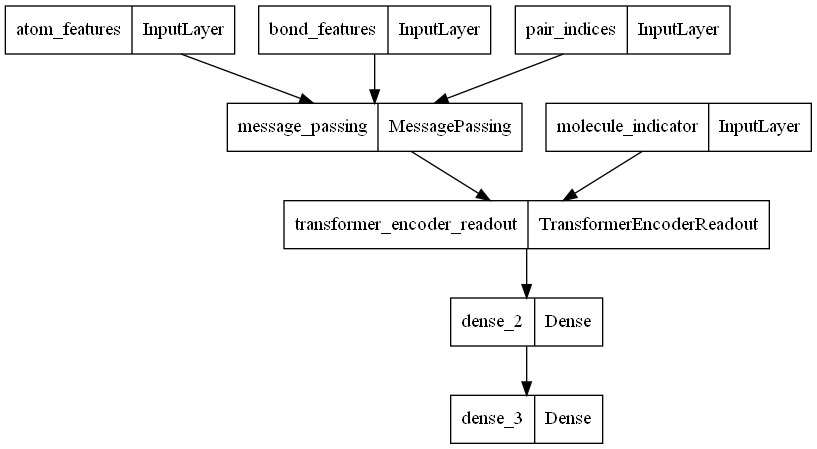 atom_features InputLayer bond_features InputLayer pair_indices InputLayer
message_passing MessagePassing molecule_indicator InputLayer
transformer_encoder_readout TransformerEncoderReadout
dense_2 Dense
dense_3 Dense